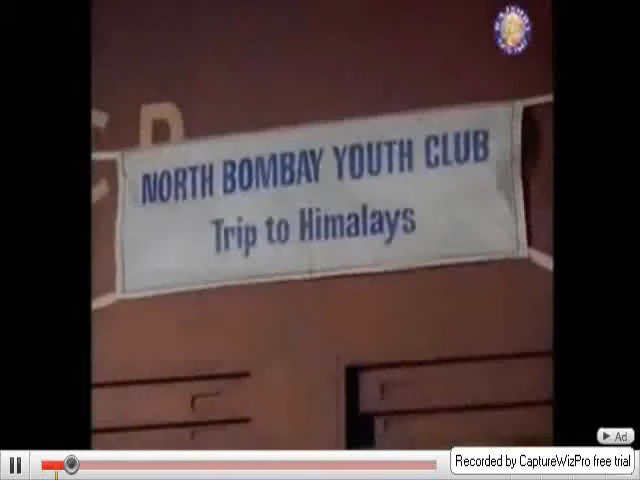 NORTH BOMBAY YOUTH CLUB
Trip to Himalays
Ad
Recorded by CaptureWizPro free trial